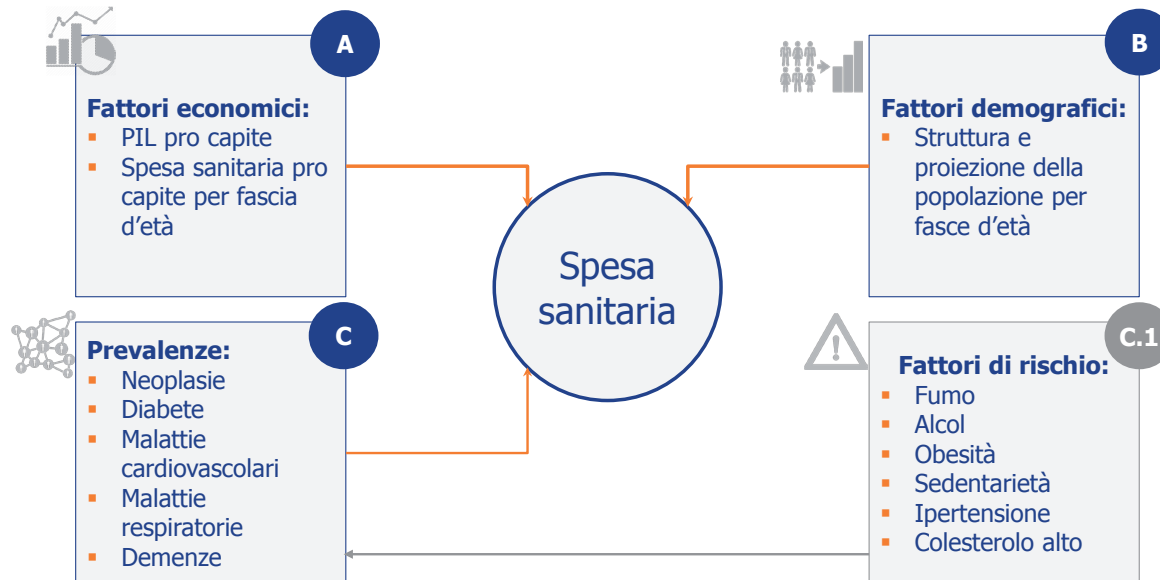 A
Fattori economici:
▪ PIL pro capite
▪ Spesa sanitaria pro
capite per fascia
d'età
B
Fattori demografici:
▪ Struttura e
proiezione della
popolazione per
fasce d'età
Spesa
sanitaria
C
Prevalenze:
▪ Neoplasie
▪ Diabete
▪ Malattie
cardiovascolari
▪ Malattie
respiratorie
▪ Demenze
C.1
Fattori di rischio:
▪ Fumo
▪ Alcol
▪ Obesità
▪ Sedentarietà
▪ Ipertensione
▪ Colesterolo alto